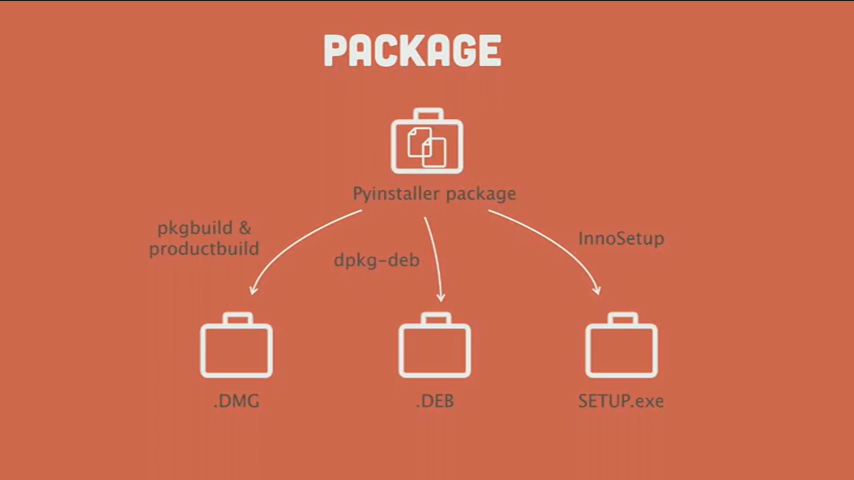 PACKAGE
Pyinstaller package
pkgbuild &
productbuild
dpkg-deb
InnoSetup
.DMG
.DEB
SETUP.exe